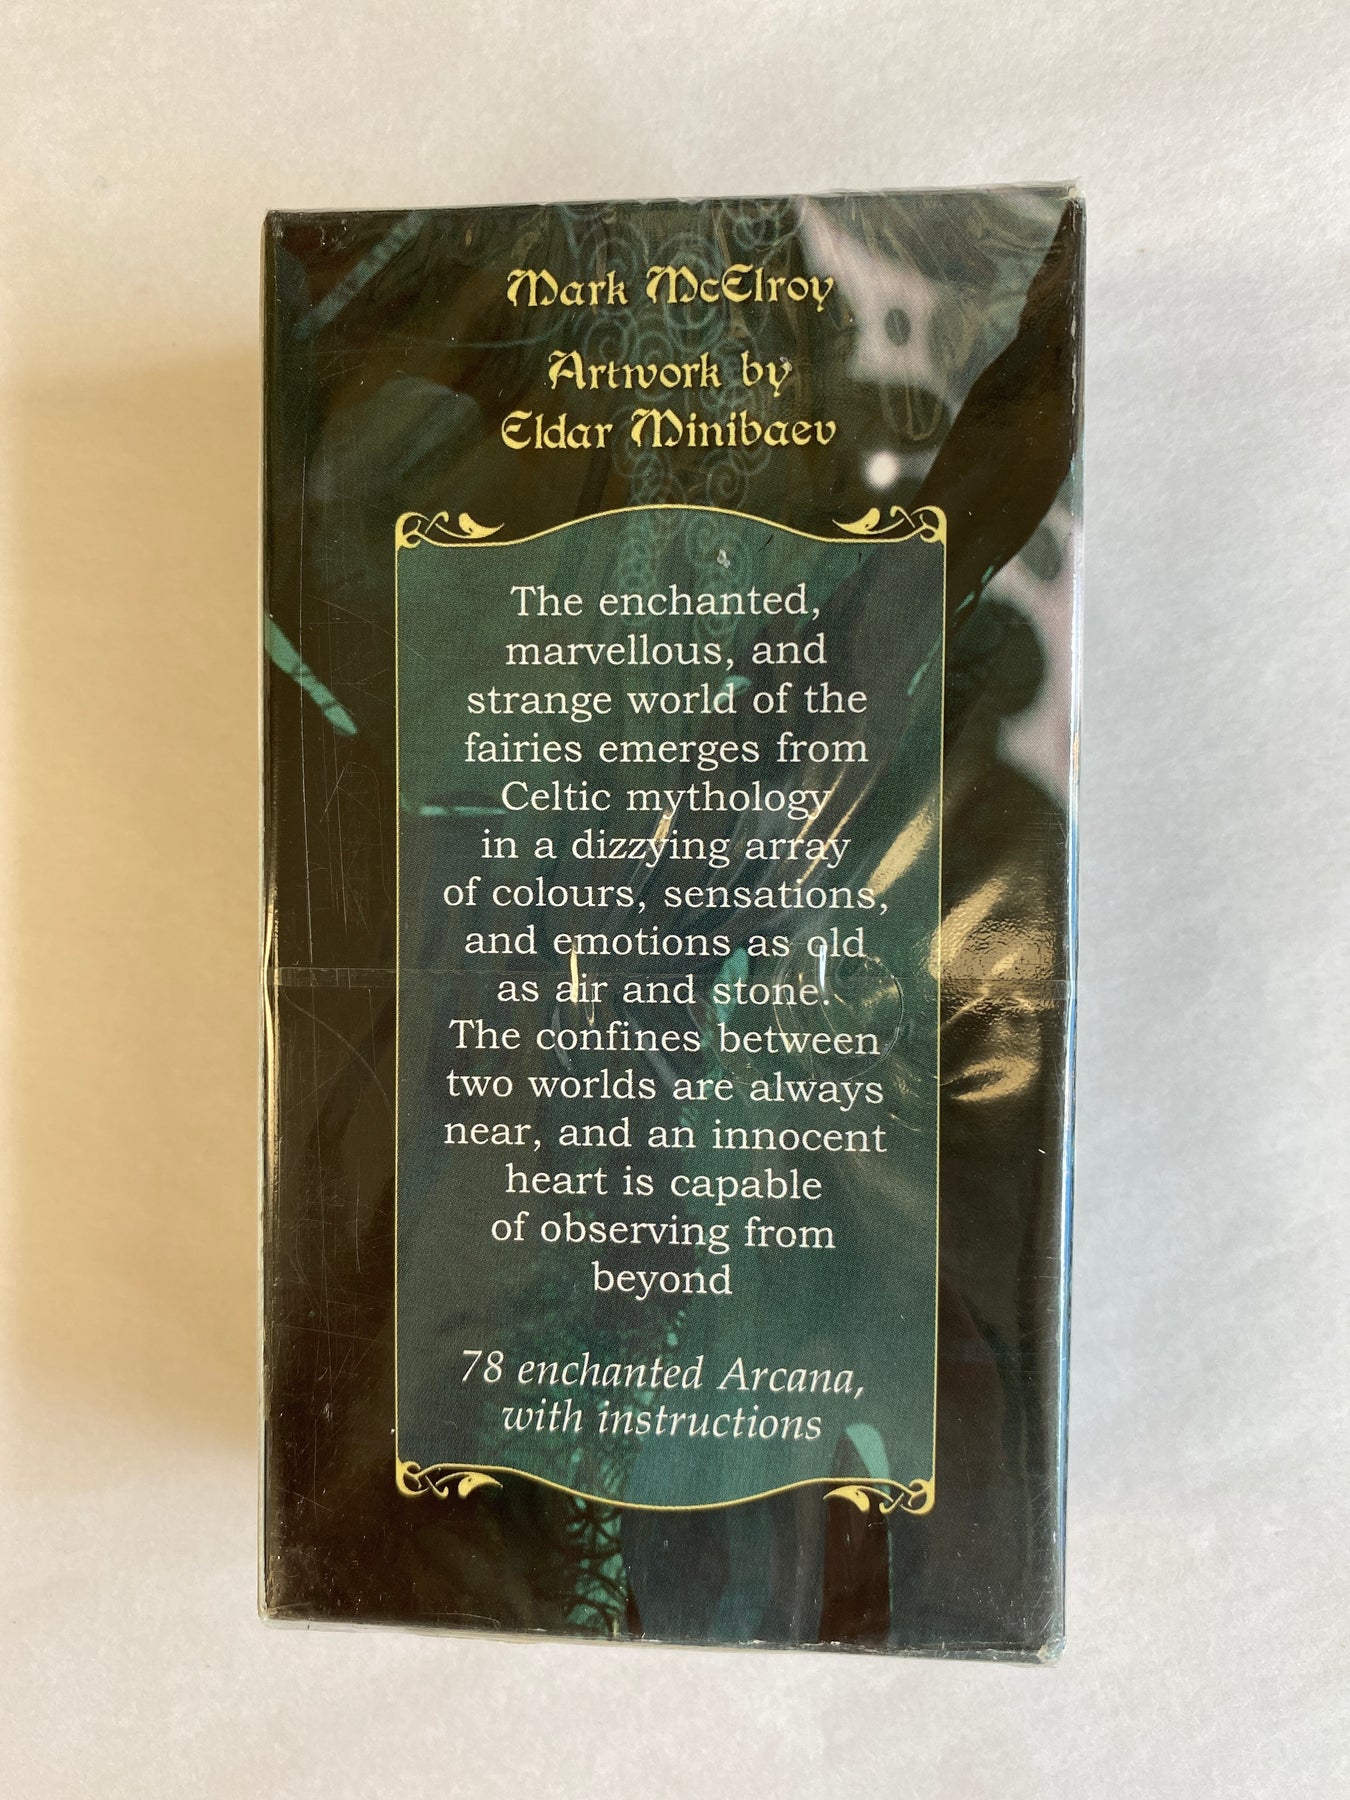 Mark McElroy
Artwork by
Eldar Minibaev
The enchanted,
marvellous, and
strange world of the
fairies emerges from
Celtic mythology
in a dizzying array
of colours, sensations,
and emotions as old
as air and stone.
The confines between
two worlds are always
near, and an innocent
heart is capable
of observing from
beyond
78 enchanted Arcana,
with instructions